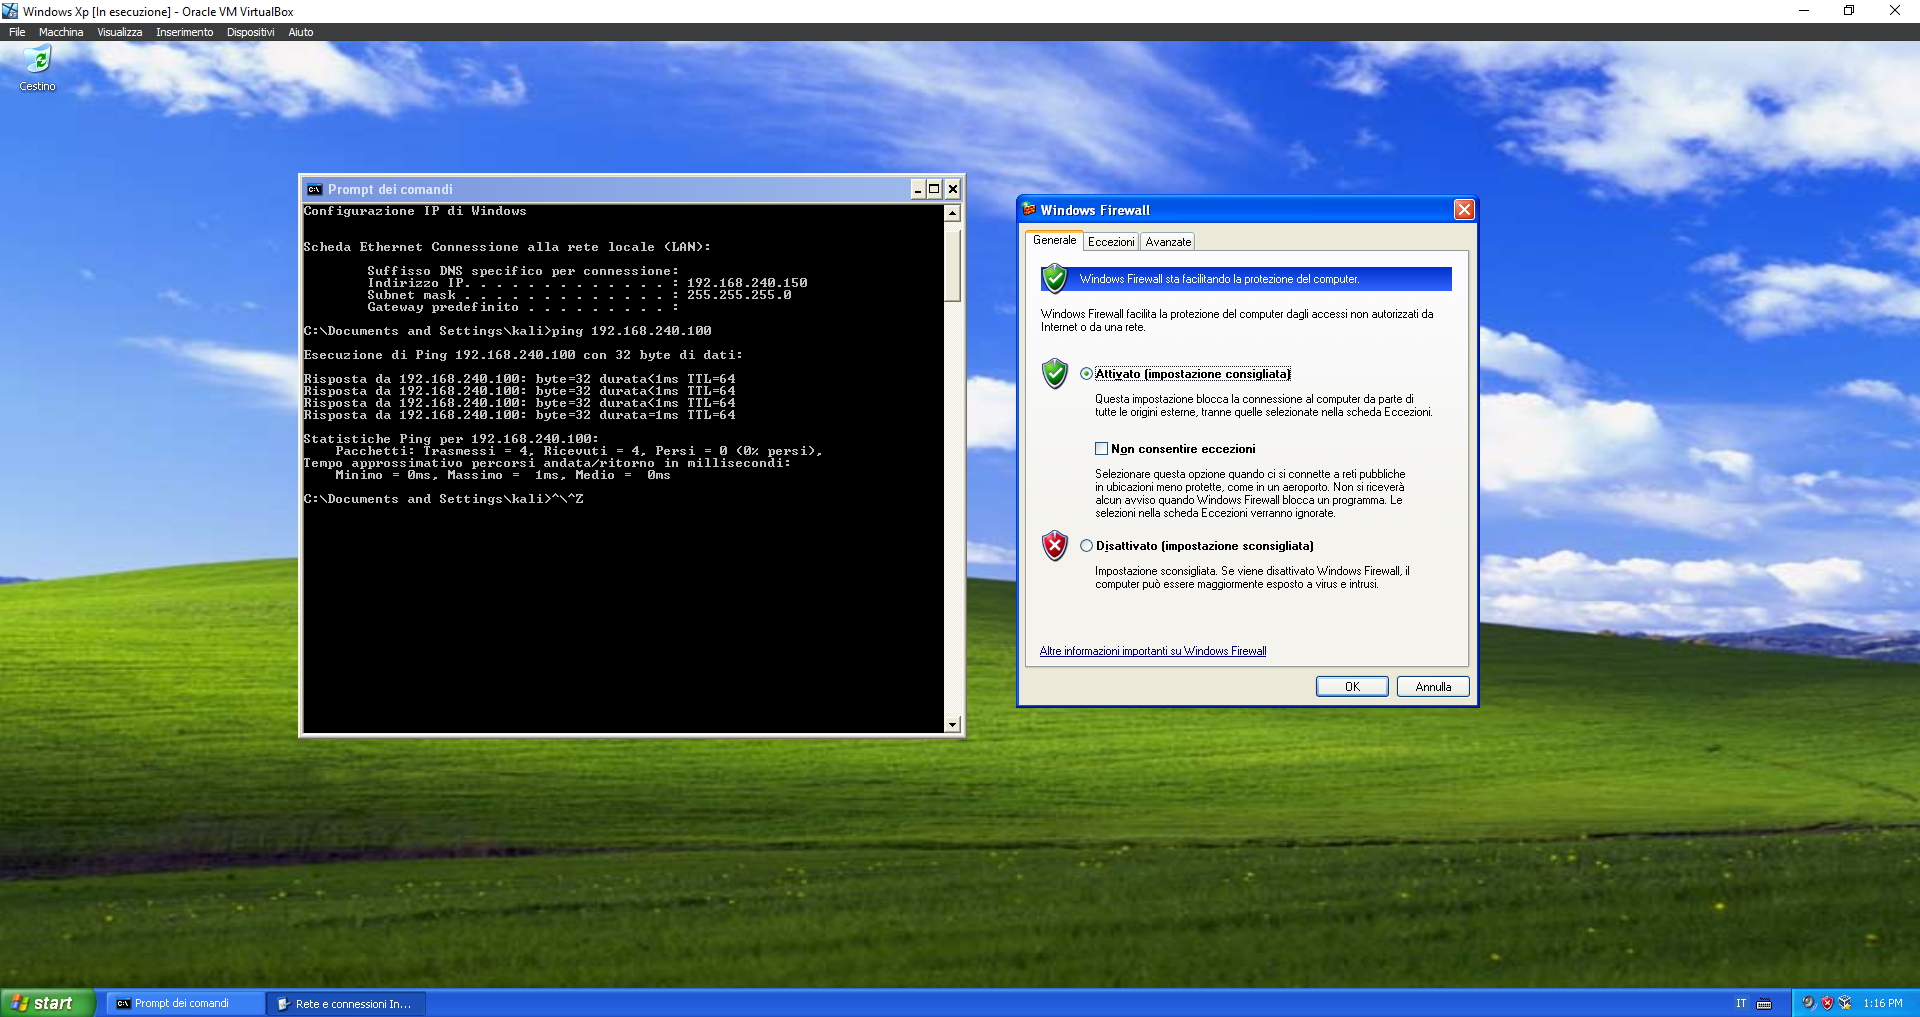 Windows Xp [In esecuzione] - Oracle VM VirtualBox
File Macchina Visualizza Inserimento Dispositivi Aiuto
Cestino
Prompt dei comandi
Configurazione IP di Windows
Scheda Ethernet Connessione alla rete locale (LAN):
Suffisso DNS specifico per connessione:
Indirizzo IP. . . . . . . . . . . . . : 192.168.240.150
Subnet mask . . . . . . . . . . . . . : 255.255.255.0
Gateway predefinito . . . . . . . . . :
C:\Documents and Settings\kali>ping 192.168.240.100
Esecuzione di Ping 192.168.240.100 con 32 byte di dati:
Risposta da 192.168.240.100: byte=32 durata<1ms TTL=64
Risposta da 192.168.240.100: byte=32 durata<1ms TTL=64
Risposta da 192.168.240.100: byte=32 durata<1ms TTL=64
Risposta da 192.168.240.100: byte=32 durata=1ms TTL=64
Statistiche Ping per 192.168.240.100:
Pacchetti: Trasmessi = 4, Ricevuti = 4, Persi = 0 (0% persi),
Tempo approssimativo percorsi andata/ritorno in millisecondi:
Minimo = 0ms, Massimo =  1ms, Medio =  0ms
C:\Documents and Settings\kali>^\^Z
Windows Firewall
Generale Eccezioni Avanzate
Windows Firewall sta facilitando la protezione del computer.
Windows Firewall facilita la protezione del computer dagli accessi non autorizzati da
Internet o da una rete.
Attivato (impostazione consigliata)
Questa impostazione blocca la connessione al computer da parte di
tutte le origini esterne, tranne quelle selezionate nella scheda Eccezioni.
Non consentire eccezioni
Selezionare questa opzione quando ci si connette a reti pubbliche
in ubicazioni meno protette, come in un aeroporto. Non si riceverà
alcun avviso quando Windows Firewall blocca un programma. Le
selezioni nella scheda Eccezioni verranno ignorate.
Disattivato (impostazione sconsigliata)
Impostazione sconsigliata. Se viene disattivato Windows Firewall, il
computer può essere maggiormente esposto a virus e intrusi.
Altre informazioni importanti su Windows Firewall
OK Annulla
start Prompt dei comandi Rete e connessioni In... IT 1:16 PM